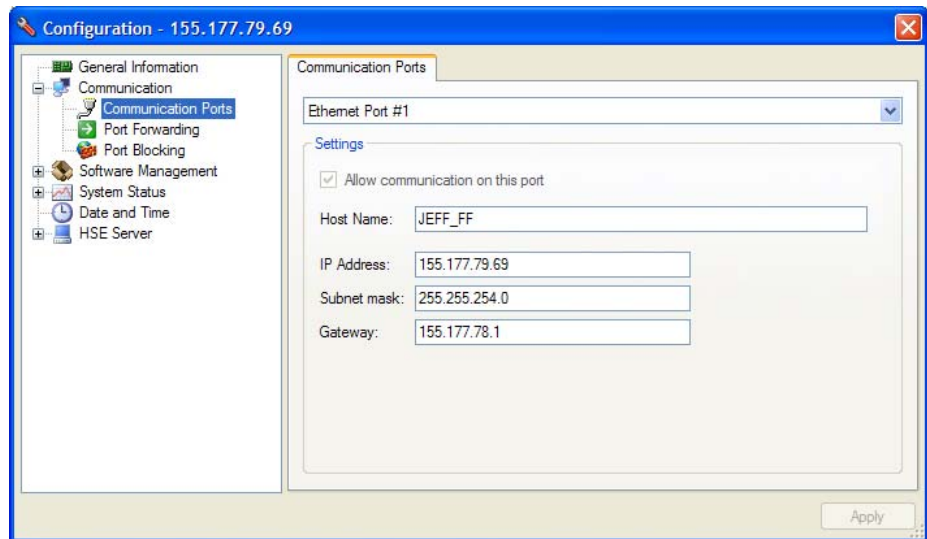 Configuration - 155.177.79.69
General Information
Communication
Communication Ports
Port Forwarding
Port Blocking
Software Management
System Status
Date and Time
HSE Server
Communication Ports
Ethernet Port #1
Settings
Allow communication on this port
Host Name: JEFF_FF
IP Address: 155.177.79.69
Subnet mask: 255.255.254.0
Gateway: 155.177.78.1
Apply